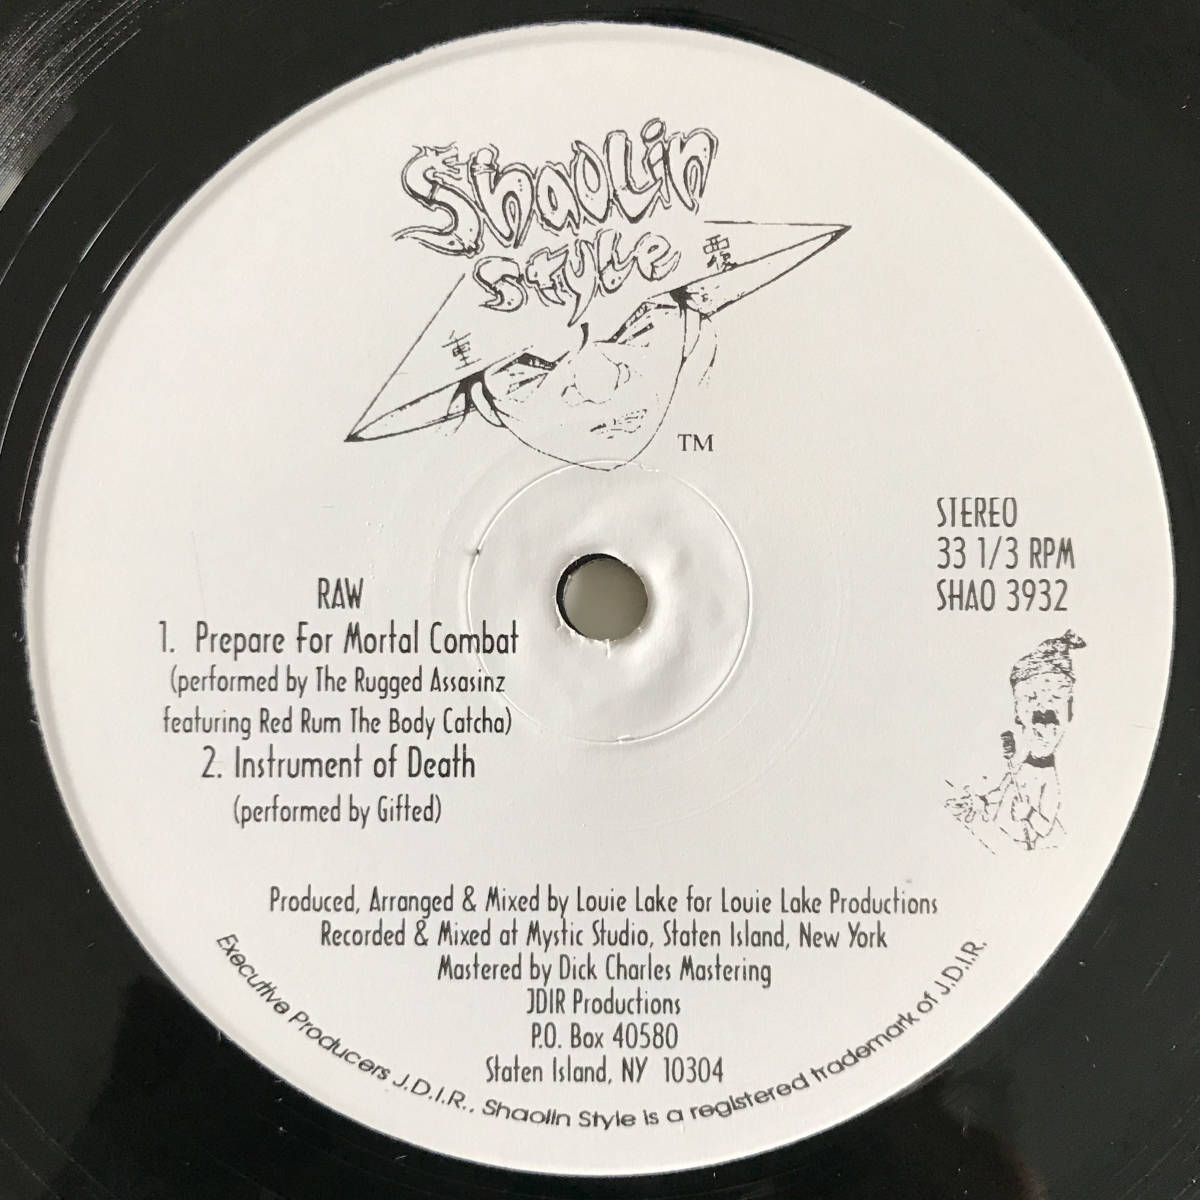 Shaolin
Style
重
TM
STEREO
33 1/3 RPM
SHAO 3932
RAW
1. Prepare For Mortal Combat
(performed by The Rugged Assasinz
featuring Red Rum The Body Catcha)
2. Instrument of Death
(performed by Gifted)
Produced, Arranged & Mixed by Louie Lake for Louie Lake Productions
Recorded & Mixed at Mystic Studio, Staten Island, New York
Mastered by Dick Charles Mastering
JDIR Productions
P.O. Box 40580
Staten Island, NY 10304
Executive Producers J.D.I.R., Shaolin Style is a registered trademark of J.D.I.R.